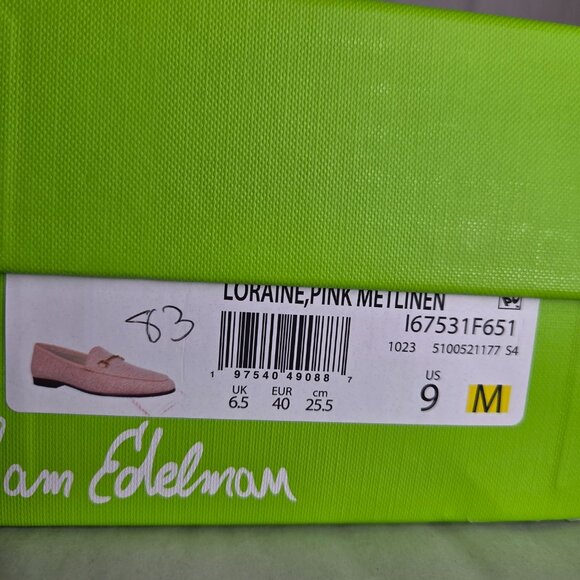 LORAINE,PINK METLINEN
I67531F651
1023 5100521177 S4
83
1 97540 49088 7
UK EUR cm
6.5 40 25.5
US
9 M
am Edelman